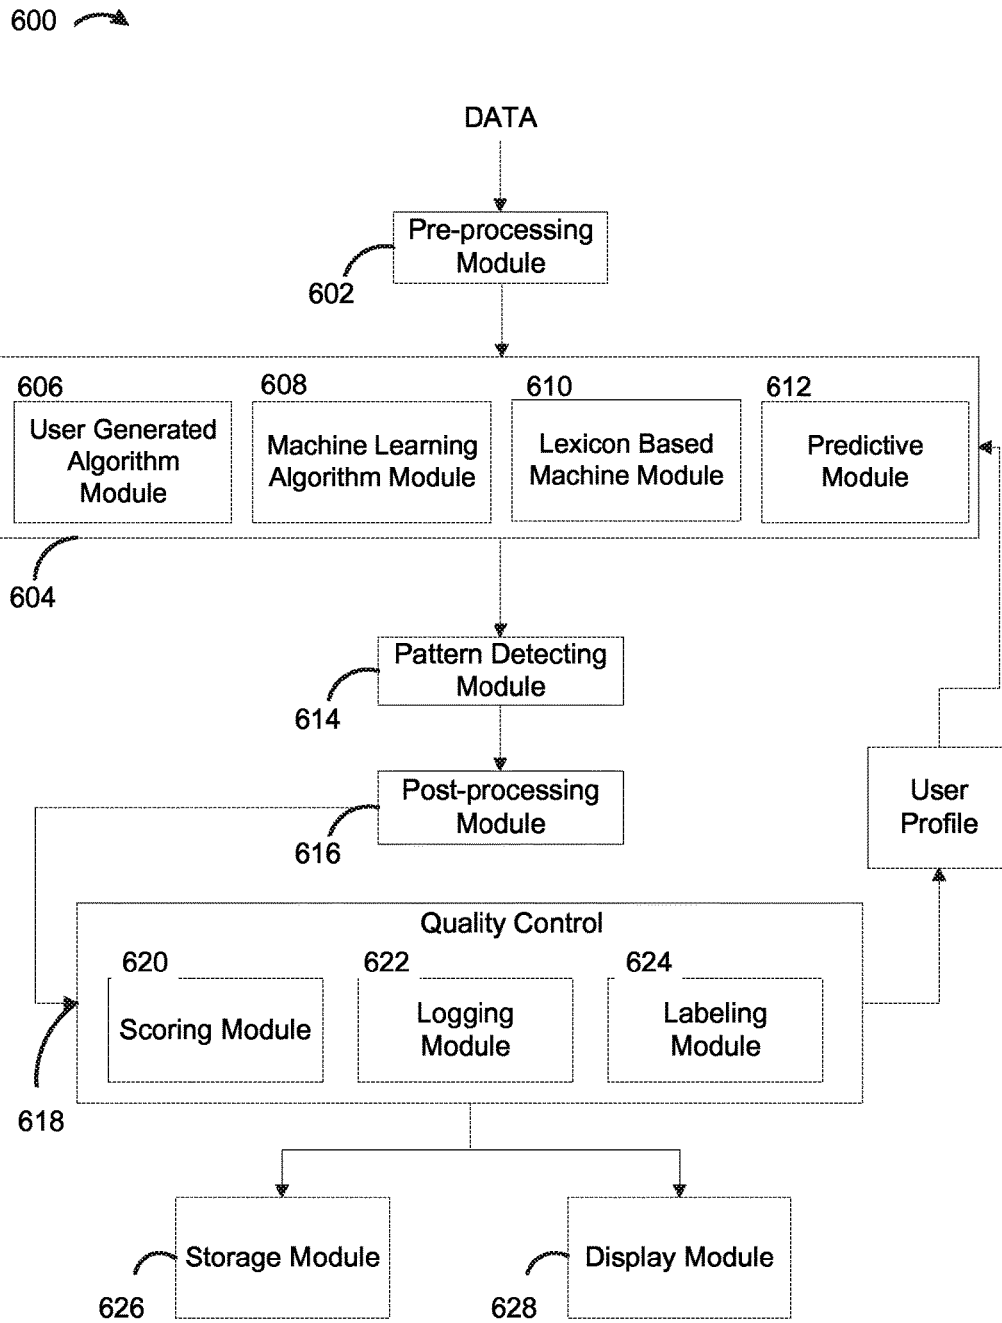 600
DATA
Pre-processing
Module
602
606
608
610
612
User Generated
Algorithm
Module
Machine Learning
Algorithm Module
Lexicon Based
Machine Module
Predictive
Module
604
Pattern Detecting
Module
614
Post-processing
Module
616
User
Profile
Quality Control
620
622
624
Scoring Module
Logging
Module
Labeling
Module
618
Storage Module
Display Module
626
628